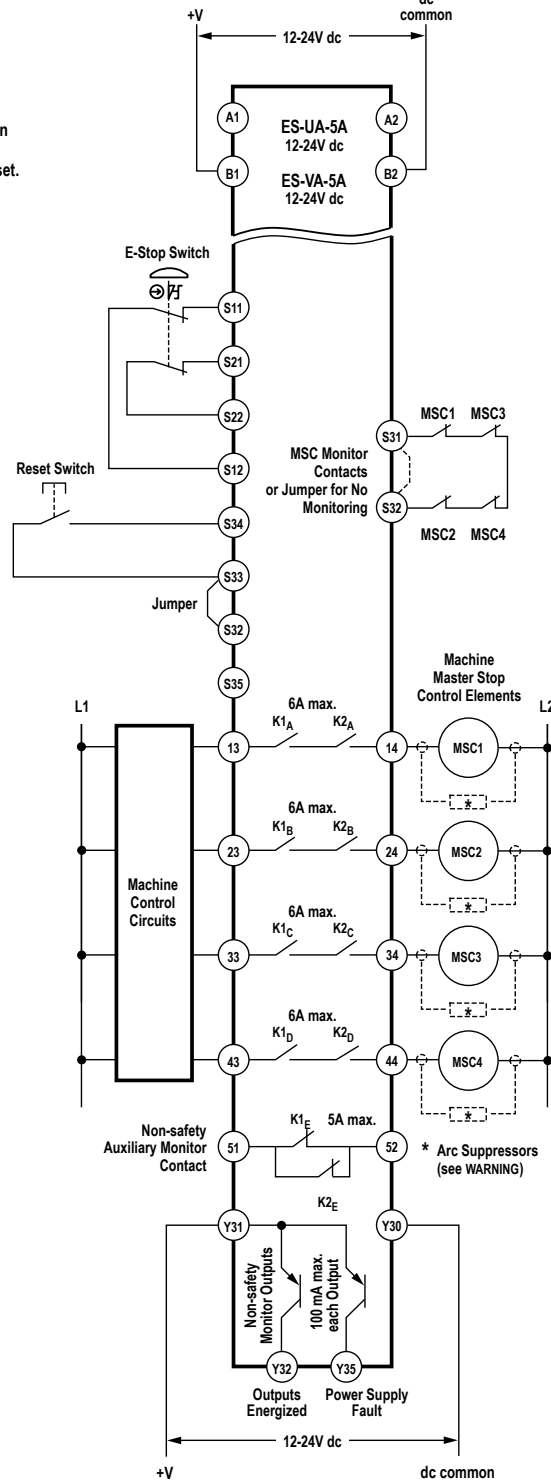 dc
common
+V
12-24V dc
n
set.
A1
A2
ES-UA-5A
12-24V dc
B1
B2
ES-VA-5A
12-24V dc
E-Stop Switch
S11
S21
S22
S12
MSC1 MSC3
S31
MSC Monitor
Contacts
or Jumper for No
Monitoring
S32
MSC2 MSC4
Reset Switch
S34
S33
Jumper
S32
S35
Machine
Master Stop
Control Elements
L1
L2
6A max.
K1A K2A
13
14
MSC1
*
6A max.
K1B K2B
23
24
MSC2
*
Machine
Control
Circuits
6A max.
K1C K2C
33
34
MSC3
*
6A max.
K1D K2D
43
44
MSC4
*
Non-safety
Auxiliary Monitor
Contact
K1E 5A max.
51
52
K2E
* Arc Suppressors
(see WARNING)
Y31
Y30
Non-safety
Monitor Outputs
100 mA max.
each Output
Y32
Y35
Outputs
Energized
Power Supply
Fault
12-24V dc
+V
dc common